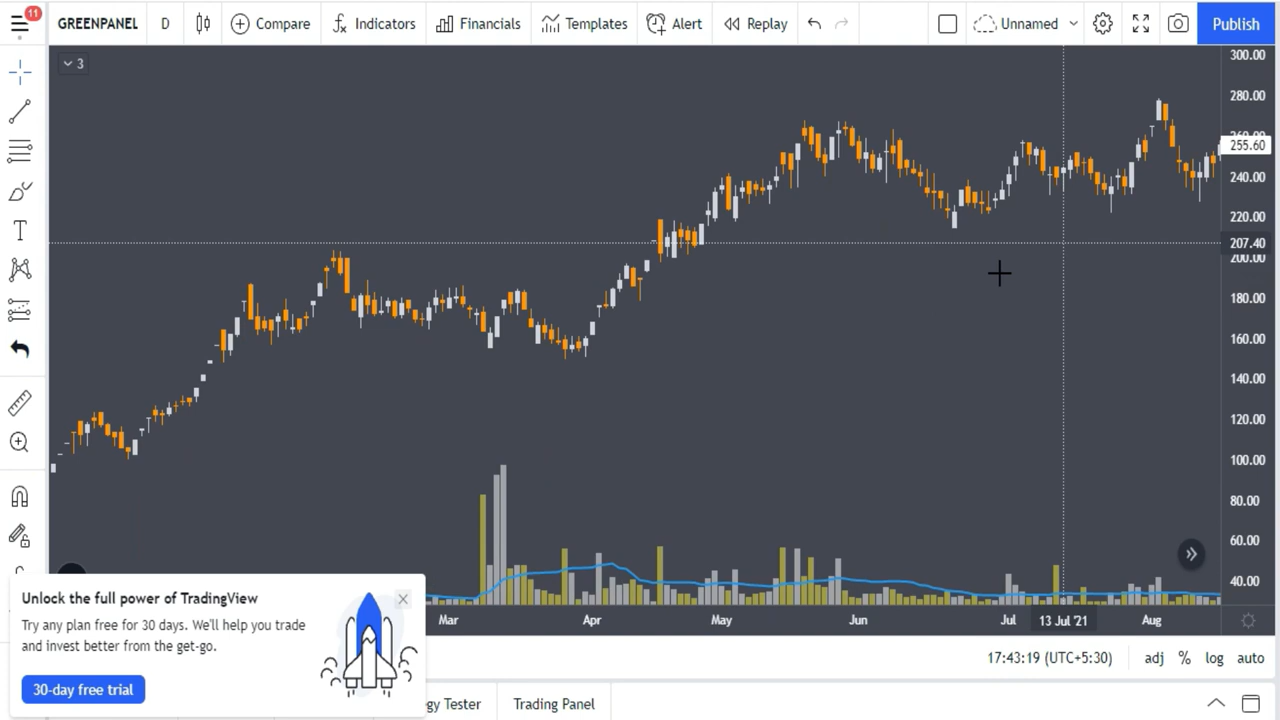 11
GREENPANEL
D
Compare
Indicators
Financials
Templates
Alert
Replay
Unnamed
Publish
3
300.00
280.00
255.60
240.00
220.00
207.40
200.00
180.00
160.00
140.00
120.00
100.00
80.00
60.00
40.00
Mar
Apr
May
Jun
Jul
13 Jul '21
Aug
Unlock the full power of TradingView
Try any plan free for 30 days. We'll help you trade
and invest better from the get-go.
30-day free trial
17:43:19 (UTC+5:30)
adj
%
log
auto
gy Tester
Trading Panel